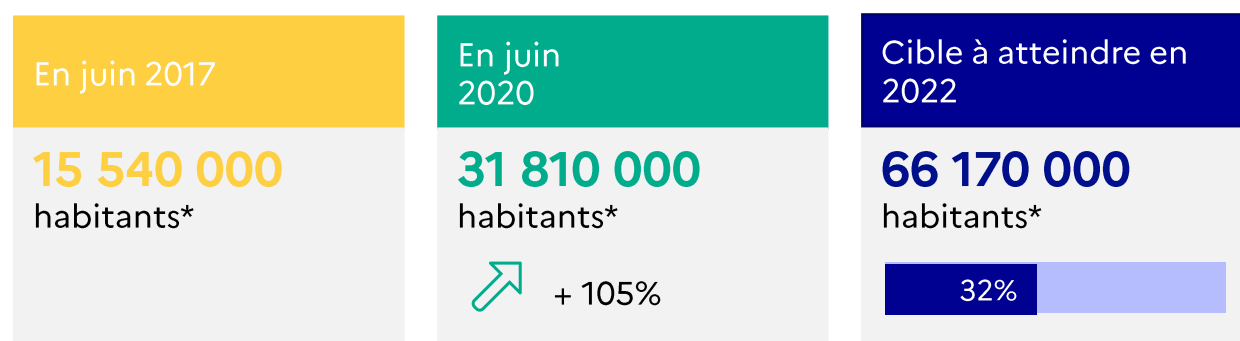 En juin 2017
15 540 000
habitants*
En juin
2020
31 810 000
habitants*
+ 105%
Cible à atteindre en
2022
66 170 000
habitants*
32%